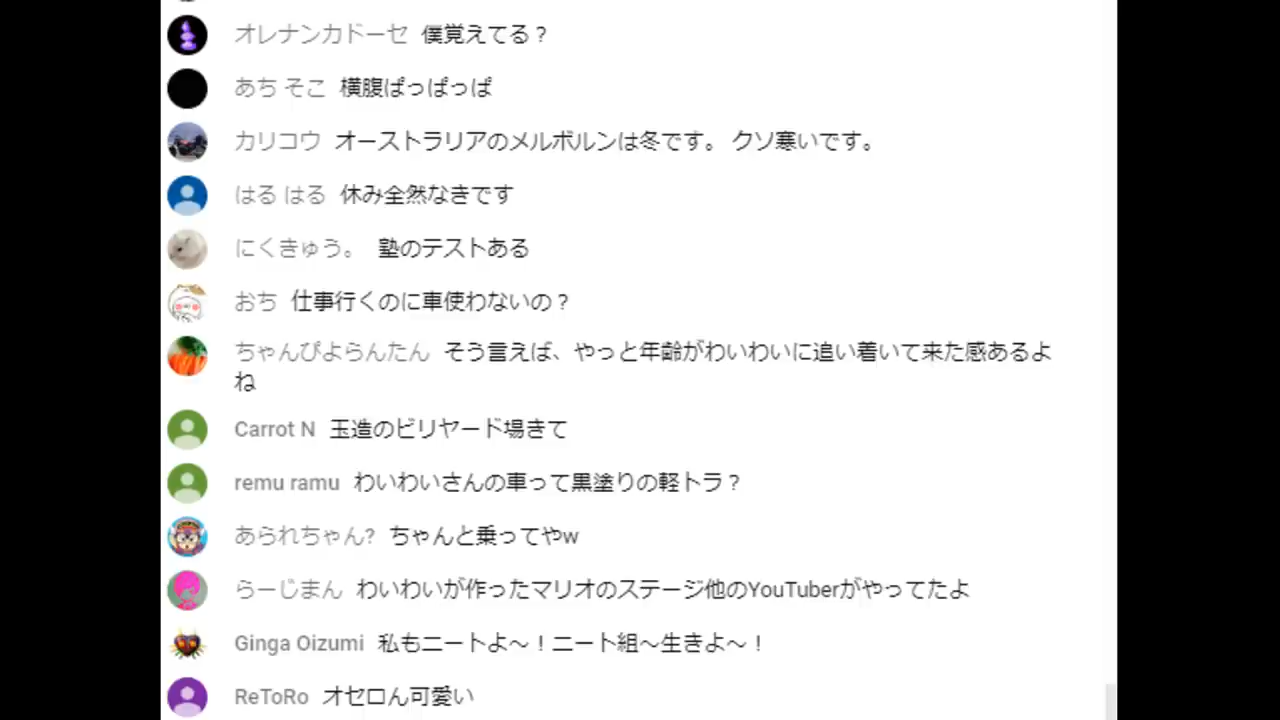 オレナンカドーセ 僕覚えてる？
あち そこ 横腹ぱっぱっぱ
カリコウ オーストラリアのメルボルンは冬です。 クソ寒いです。
はる はる 休み全然なきです
にくきゅう。 塾のテストある
おち 仕事行くのに車使わないの？
ちゃんぴよらんたん そう言えば、やっと年齢がわいわいに追い着いて来た感あるよ
ね
Carrot N 玉造のビリヤード場きて
remu ramu わいわいさんの車って黒塗りの軽トラ？
あられちゃん? ちゃんと乗ってやw
らーじまん わいわいが作ったマリオのステージ他のYouTuberがやってたよ
Ginga Oizumi 私もニートよ〜！ニート組〜生きよ〜！
ReToRo オセロん可愛い